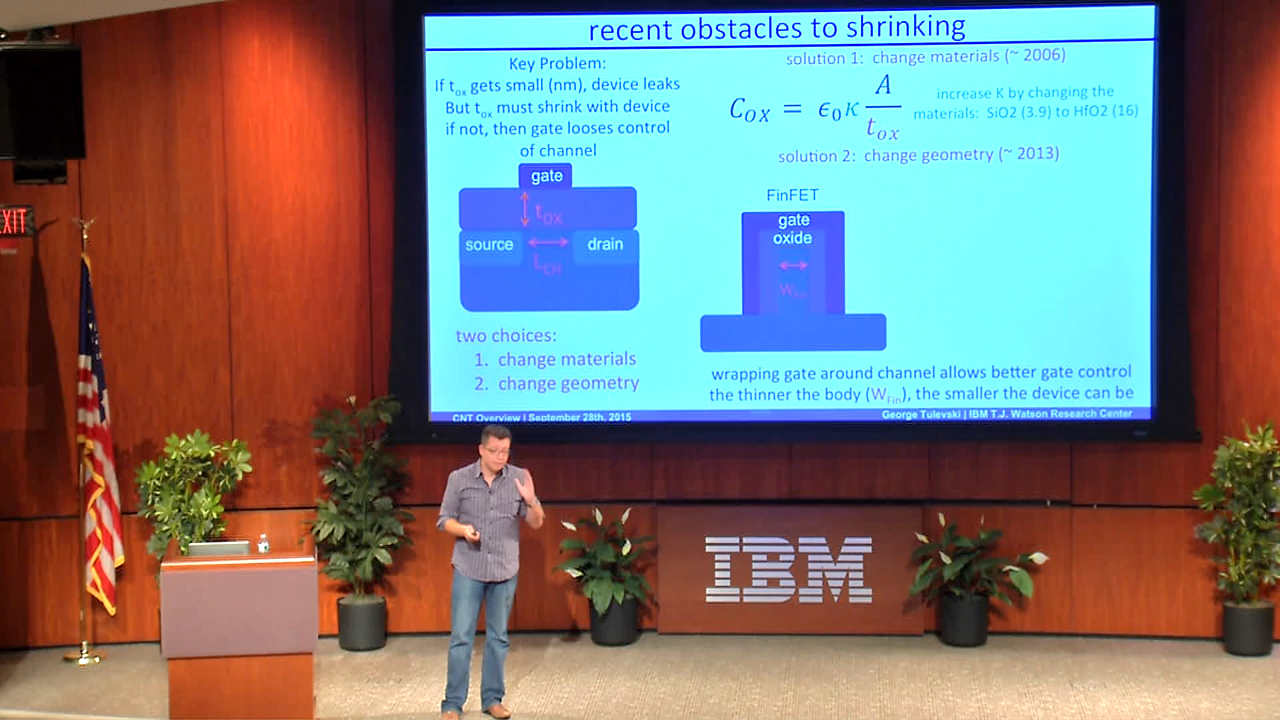 recent obstacles to shrinking
Key Problem:
If tox gets small (nm), device leaks
But tox must shrink with device
if not, then gate looses control
of channel
gate
tOX
source
drain
LCH
two choices:
1. change materials
2. change geometry
solution 1: change materials (~ 2006)
COX = ϵ0κ A/tox
increase K by changing the
materials: SiO2 (3.9) to HfO2 (16)
solution 2: change geometry (~ 2013)
FinFET
gate
oxide
WFin
wrapping gate around channel allows better gate control
the thinner the body (WFin), the smaller the device can be
CNT Overview | September 28th, 2015
George Tulevski | IBM T.J. Watson Research Center
EXIT
IBM